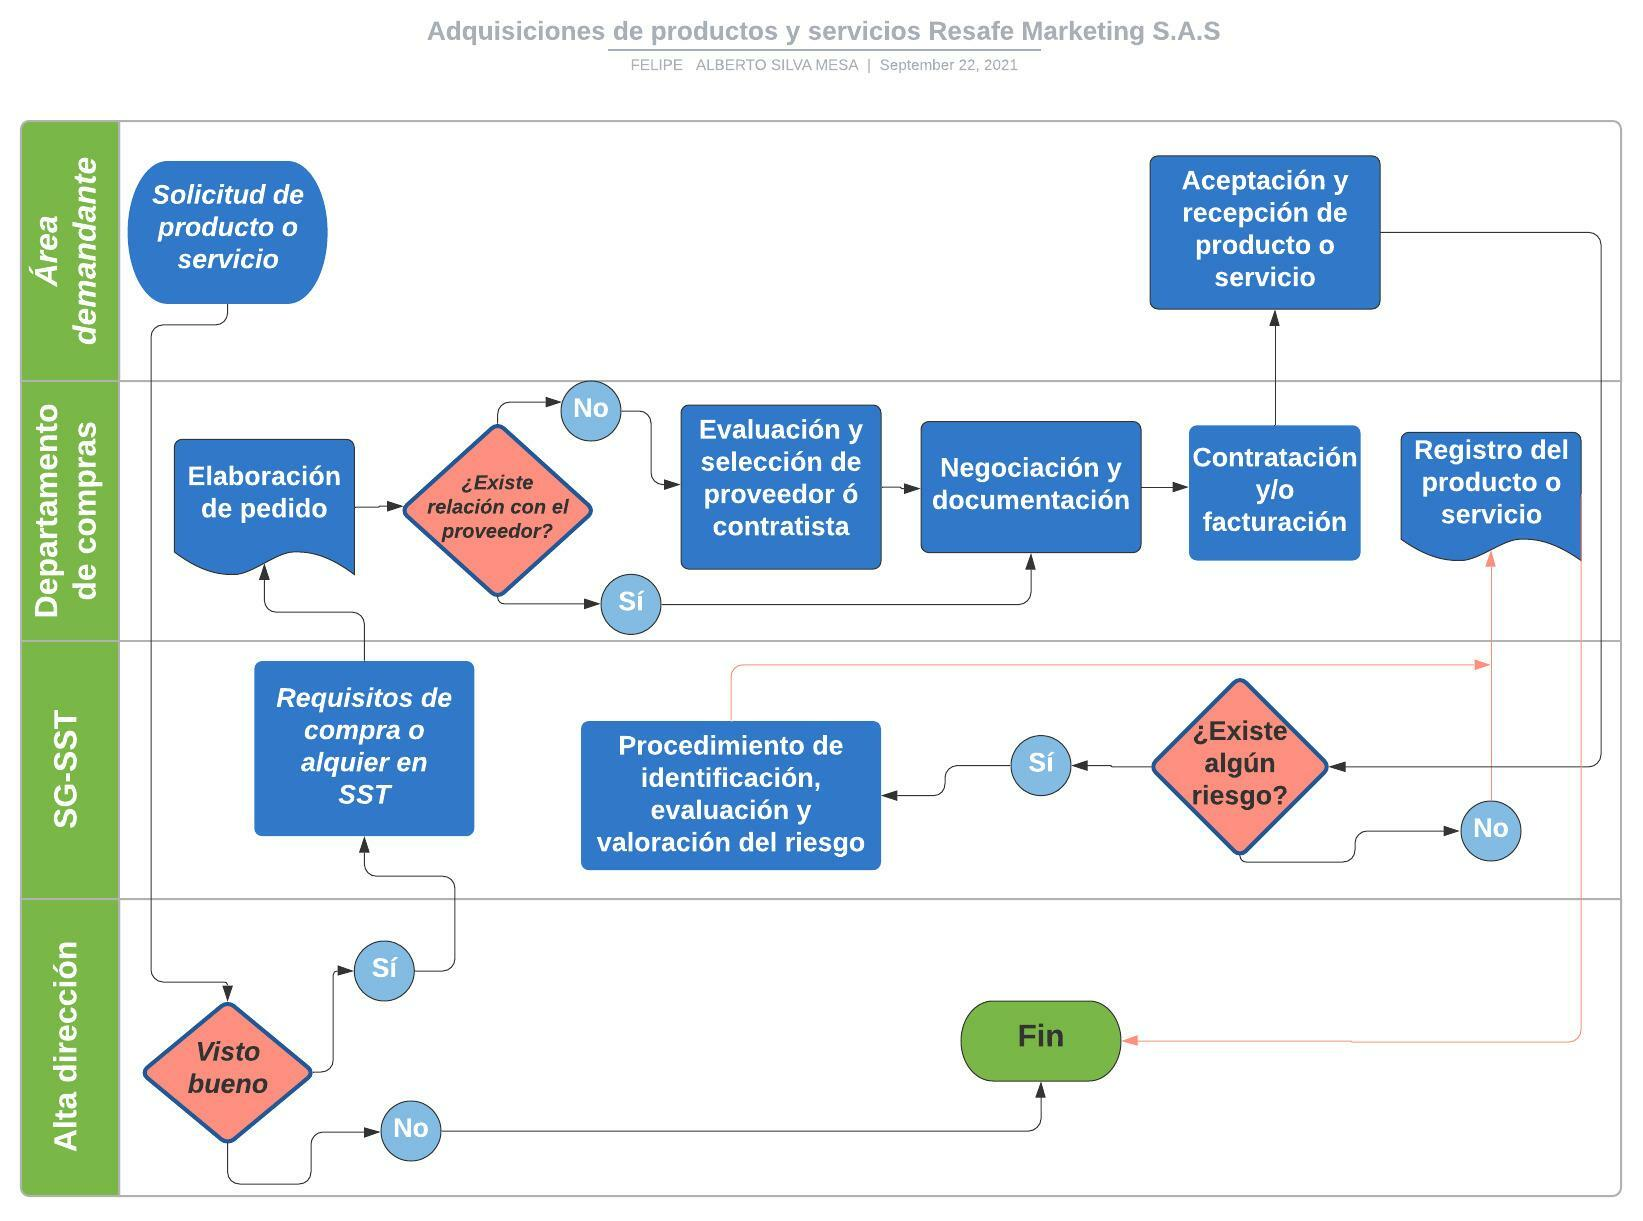 Adquisiciones de productos y servicios Resafe Marketing S.A.S
FELIPE ALBERTO SILVA MESA | September 22, 2021
Área
demandante
Solicitud de
producto o
servicio
Aceptación y
recepción de
producto o
servicio
Departamento
de compras
Elaboración
de pedido
¿Existe
relación con el
proveedor?
No
Sí
Evaluación y
selección de
proveedor ó
contratista
Negociación y
documentación
Contratación
y/o
facturación
Registro del
producto o
servicio
SG-SST
Requisitos de
compra o
alquier en
SST
Procedimiento de
identificación,
evaluación y
valoración del riesgo
Sí
¿Existe
algún
riesgo?
No
Alta dirección
Visto
bueno
Sí
No
Fin